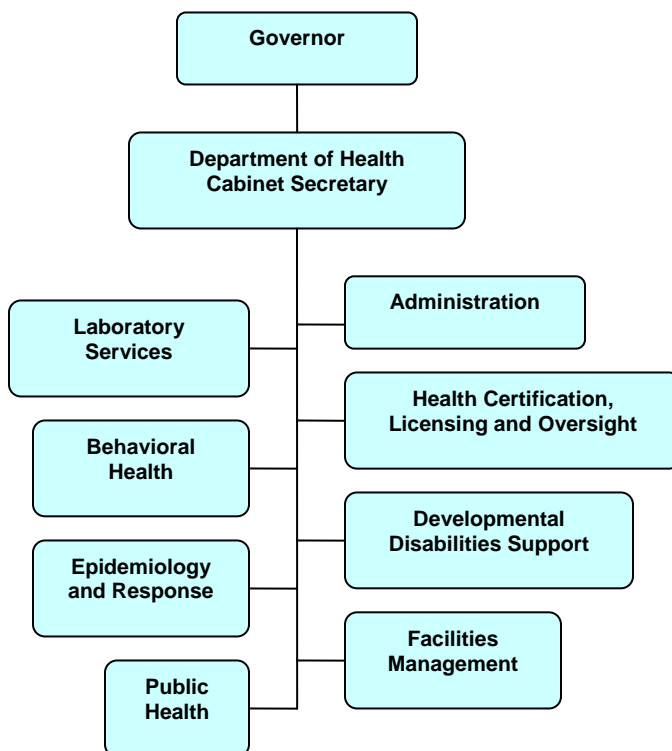 Governor
Department of Health
Cabinet Secretary
Administration
Laboratory
Services
Health Certification,
Licensing and Oversight
Behavioral
Health
Developmental
Disabilities Support
Epidemiology
and Response
Facilities
Management
Public
Health